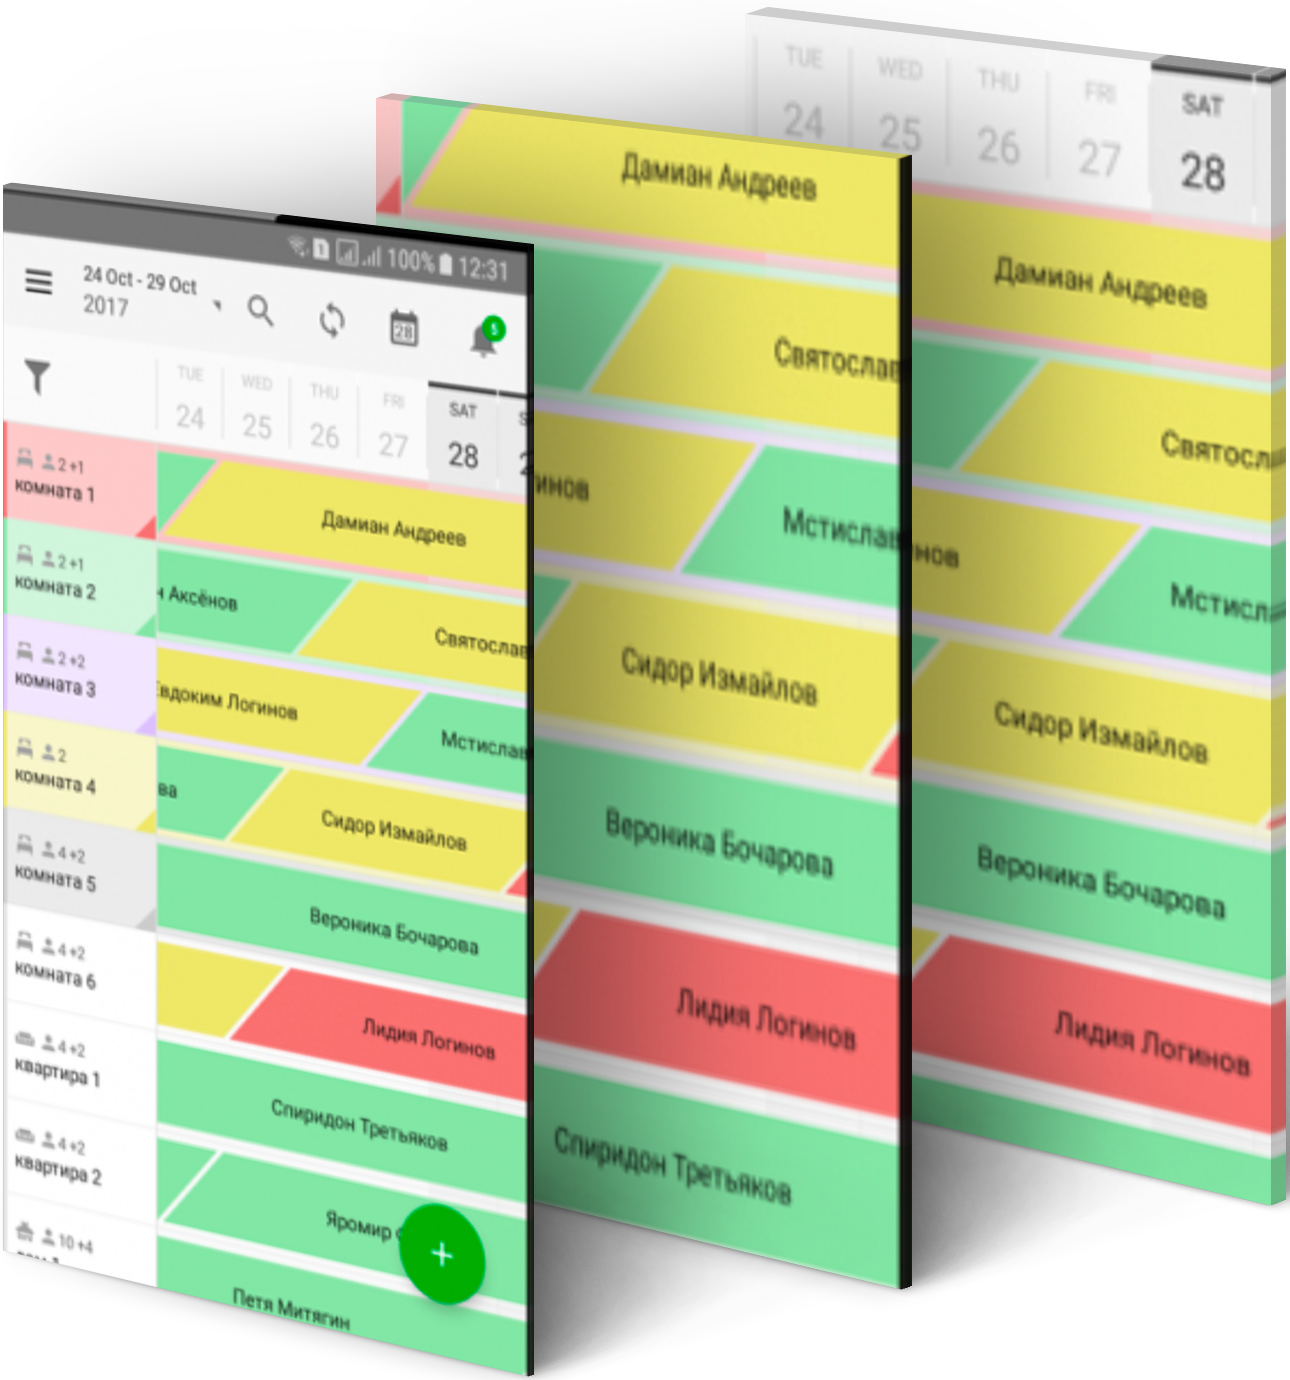 100% 12:31
24 Oct - 29 Oct
2017
28
5
TUE WED THU FRI SAT
24 25 26 27 28
2 +1
комната 1
Дамиан Андреев
2 +1
комната 2
н Аксёнов
Святослав
2 +2
комната 3
Евдоким Логинов
Мстислав
2
комната 4
ва
Сидор Измайлов
4 +2
комната 5
Вероника Бочарова
4 +2
комната 6
Лидия Логинов
4 +2
квартира 1
Спиридон Третьяков
4 +2
квартира 2
Яромир
+
10 +4
Петя Митягин
Дамиан Андреев
Святослав
инов
Мстислав
Сидор Измайлов
Вероника Бочарова
Лидия Логинов
Спиридон Третьяков
TUE WED THU FRI SAT
24 25 26 27 28
Дамиан Андреев
Святосл
нов
Мстисл
Сидор Измайлов
Вероника Бочарова
Лидия Логинов